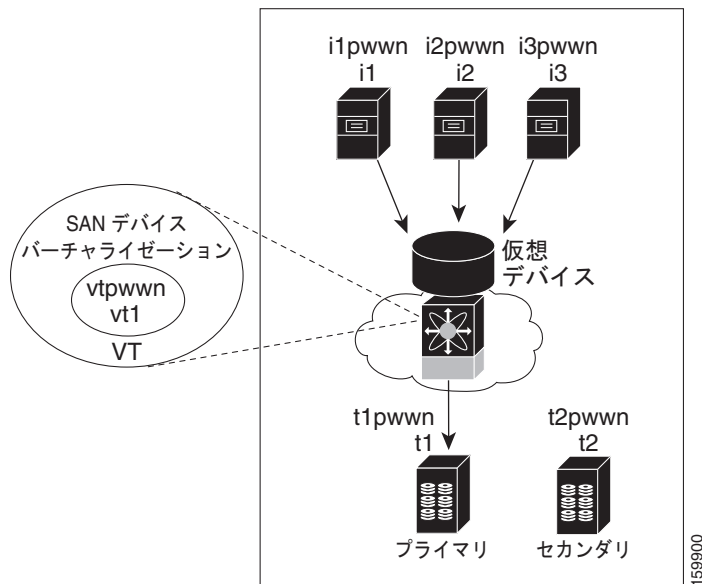 i1pwwn i2pwwn i3pwwn
i1 i2 i3
SAN デバイス
バーチャライゼーション
vtpwwn
vt1
VT
仮想
デバイス
t1pwwn t2pwwn
t1 t2
プライマリ セカンダリ
159900